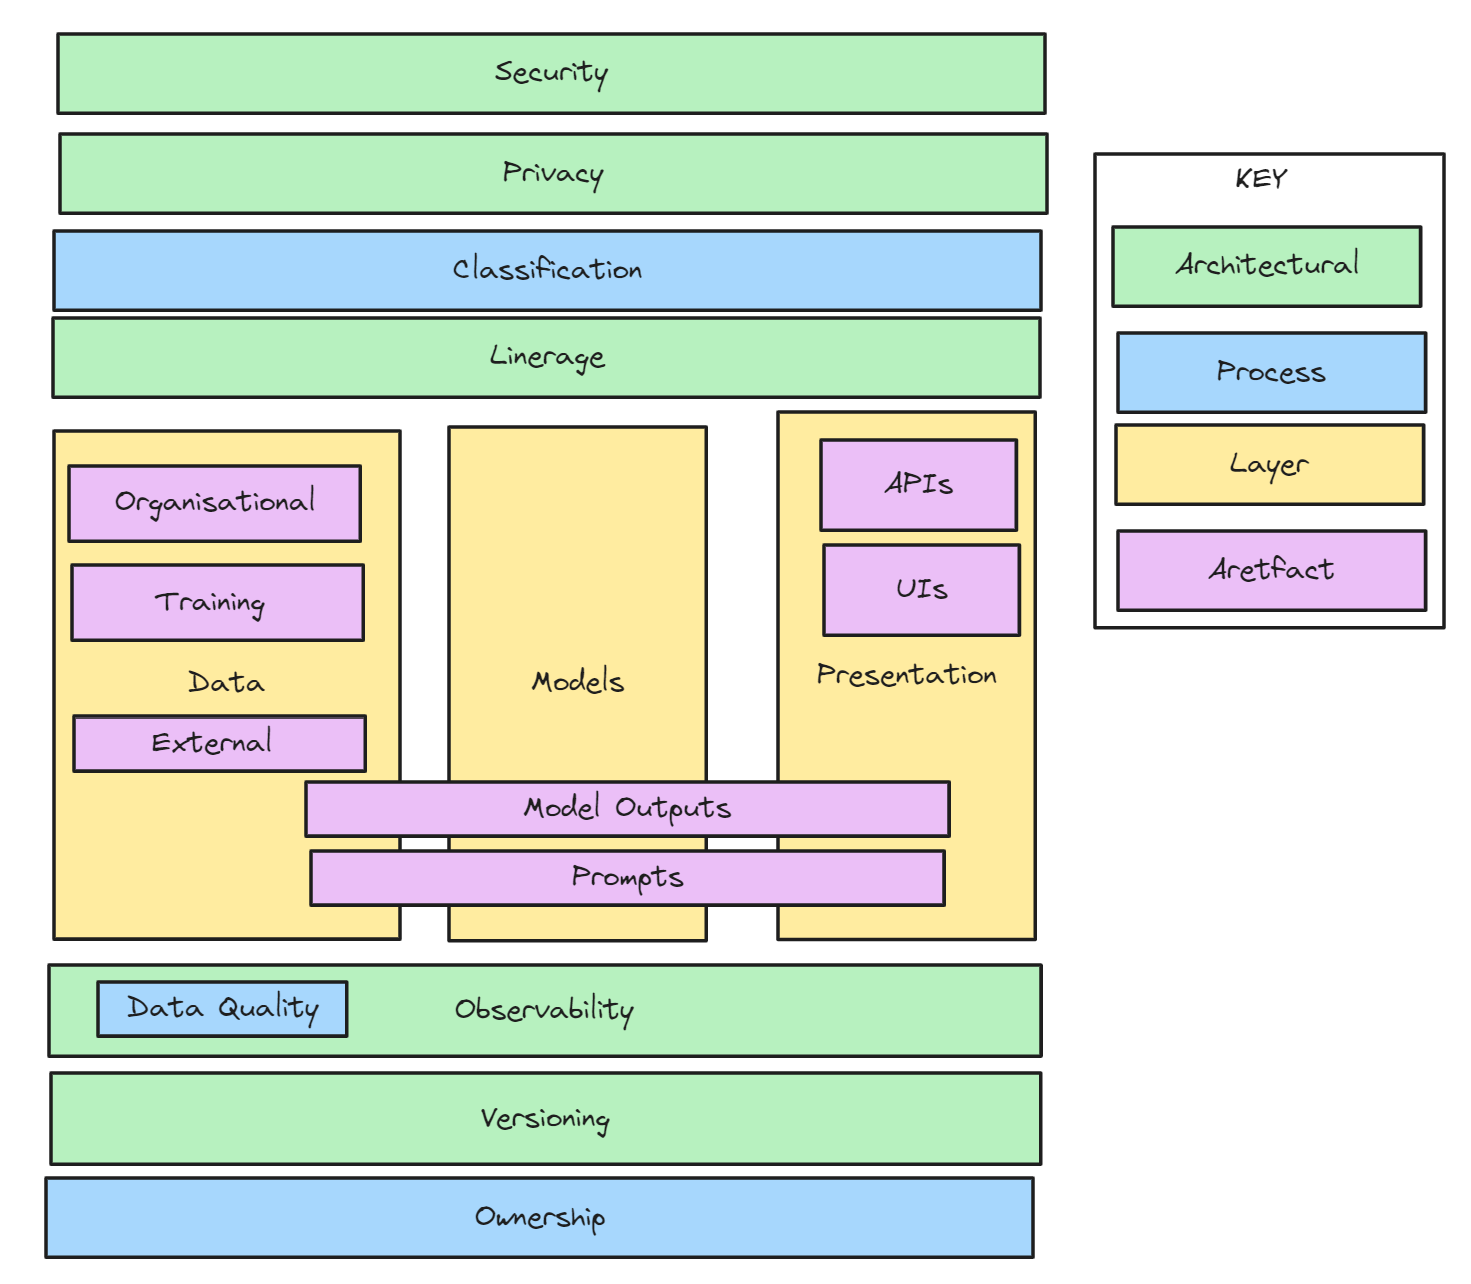 Security
Privacy
Classification
Linerage
Organisational
Training
Data
External
Models
APIs
UIs
Presentation
Model Outputs
Prompts
Data Quality
Observability
Versioning
Ownership
KEY
Architectural
Process
Layer
Aretfact